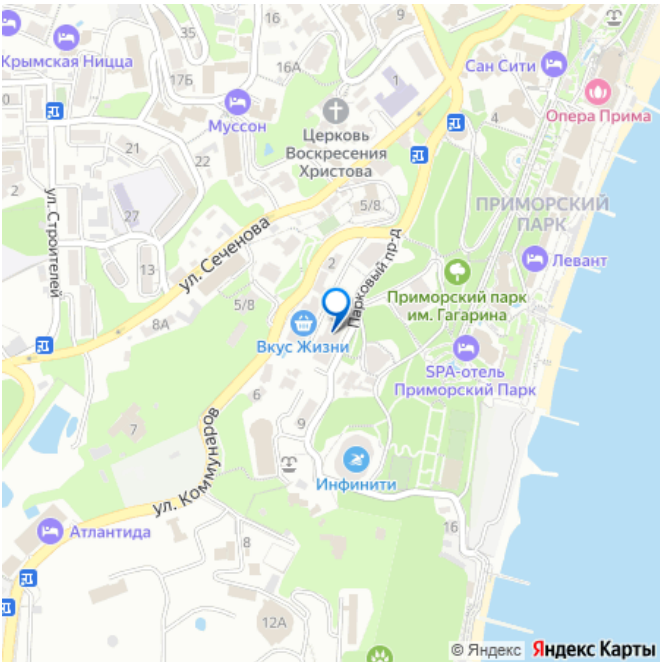 35
9
Крымская Ницца
17Б
16А
1
Сан Сити
Муссон
4
Опера Прима
0
Церковь
Воскресения
Христова
21
22
2
ул. Строителей
27
5/8
ПРИМОРСКИЙ
ПАРК
ул. Сеченова
13
2
Парковый пр-д
Левант
Приморский парк
им. Гагарина
5/8
8А
Вкус Жизни
SPA-отель
Приморский Парк
6
7
9
ул. Коммунаров
Инфинити
16
Атлантида
8
12А
© Яндекс Яндекс Карты